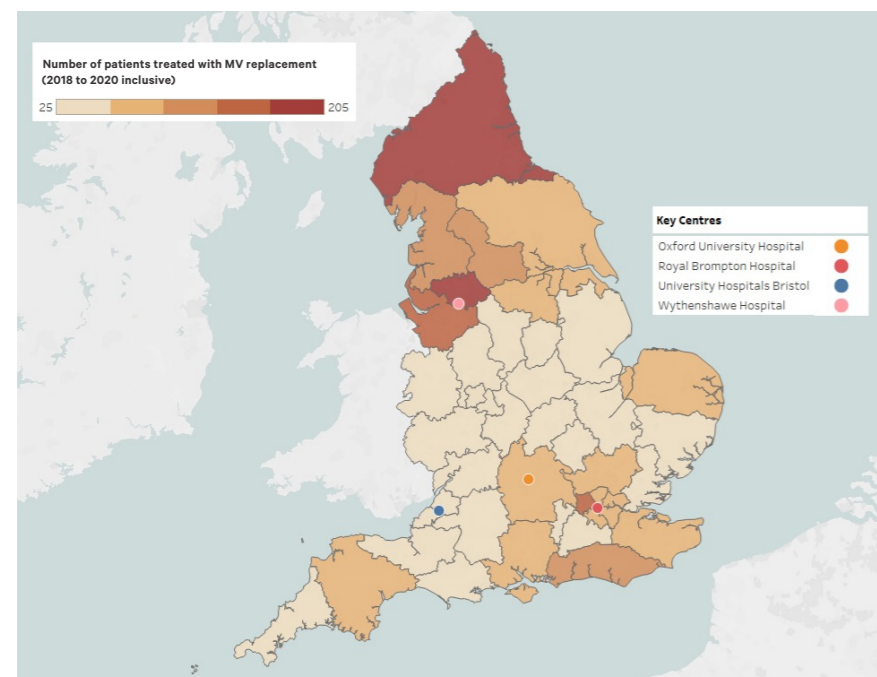 Number of patients treated with MV replacement
(2018 to 2020 inclusive)
25 205
Key Centres
Oxford University Hospital
Royal Brompton Hospital
University Hospitals Bristol
Wythenshawe Hospital